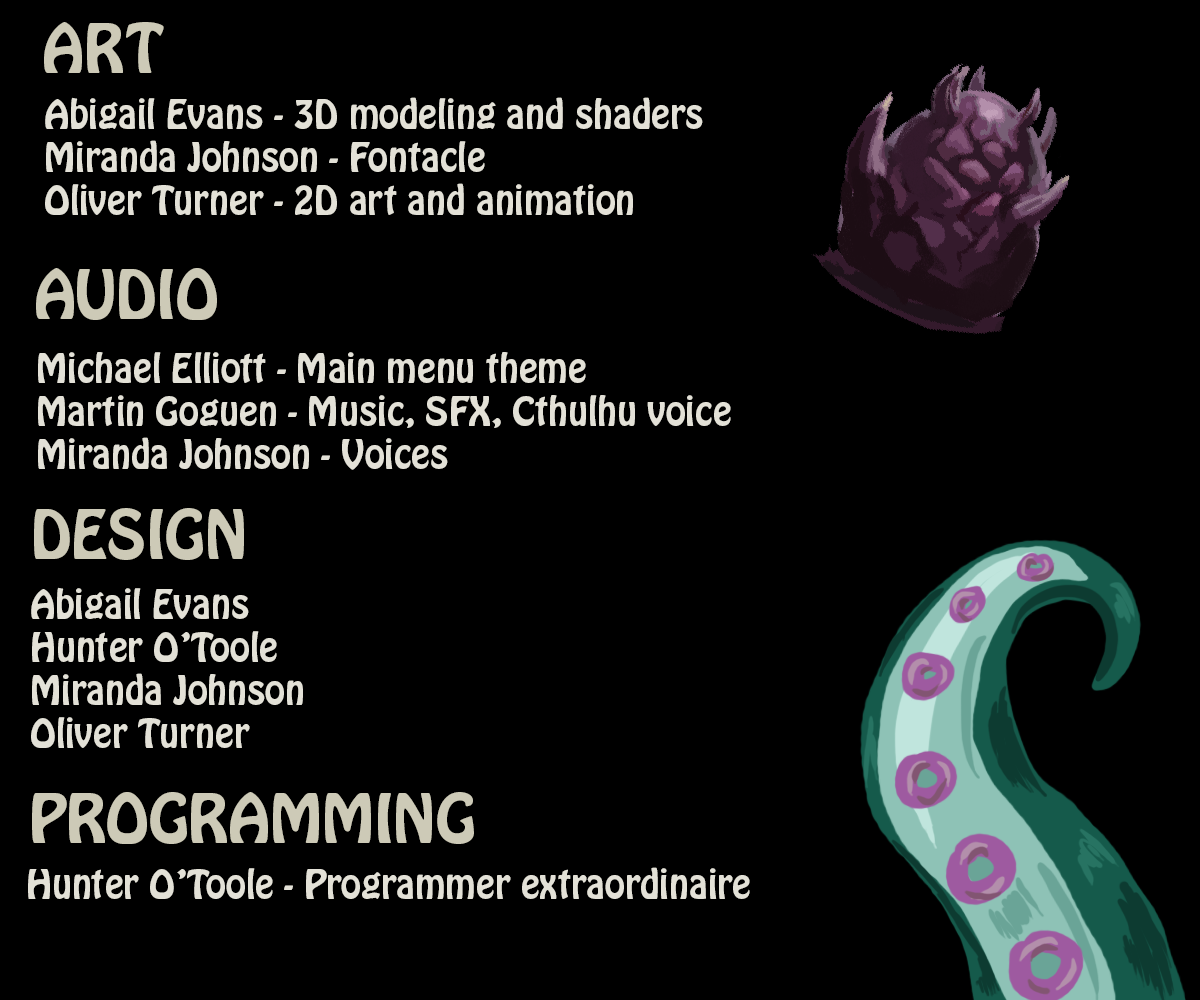 ART
Abigail Evans - 3D modeling and shaders
Miranda Johnson - Fontacle
Oliver Turner - 2D art and animation
AUDIO
Michael Elliott - Main menu theme
Martin Goguen - Music, SFX, Cthulhu voice
Miranda Johnson - Voices
DESIGN
Abigail Evans
Hunter O'Toole
Miranda Johnson
Oliver Turner
PROGRAMMING
Hunter O'Toole - Programmer extraordinaire